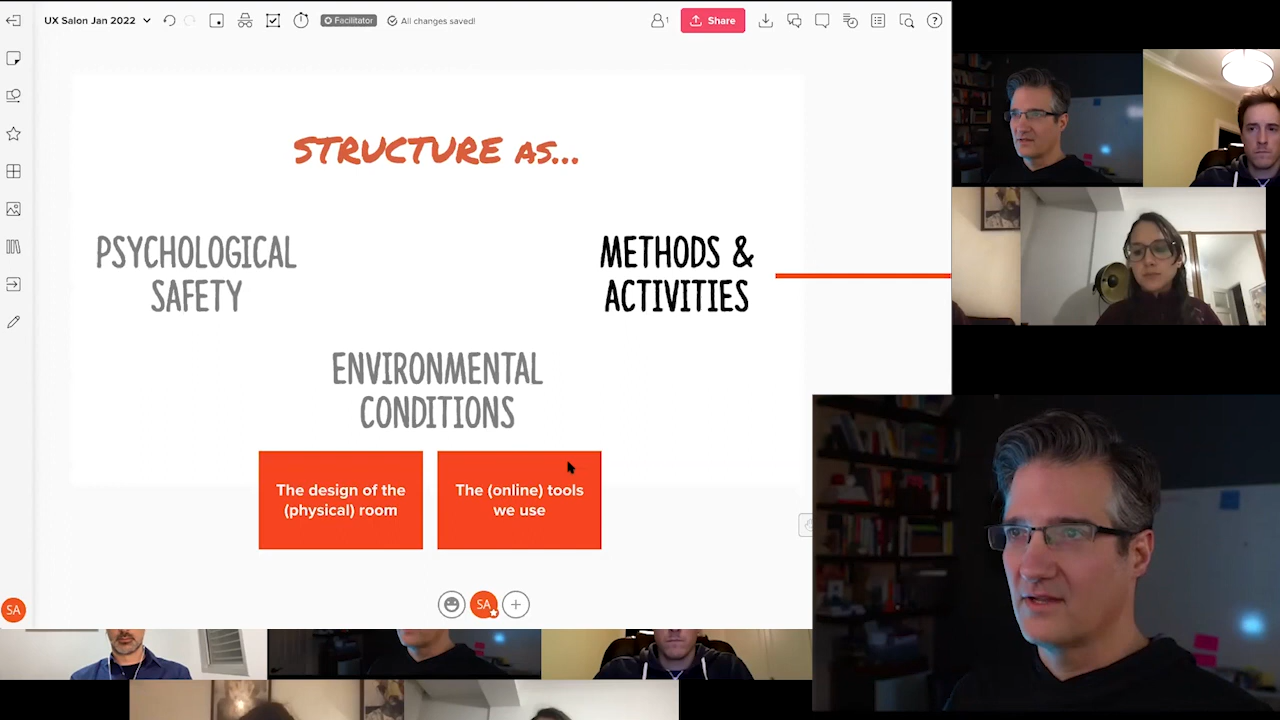 UX Salon Jan 2022
Facilitator
All changes saved!
1
Share
?
STRUCTURE AS...
PSYCHOLOGICAL
SAFETY
METHODS &
ACTIVITIES
ENVIRONMENTAL
CONDITIONS
The design of the
(physical) room
The (online) tools
we use
SA
SA